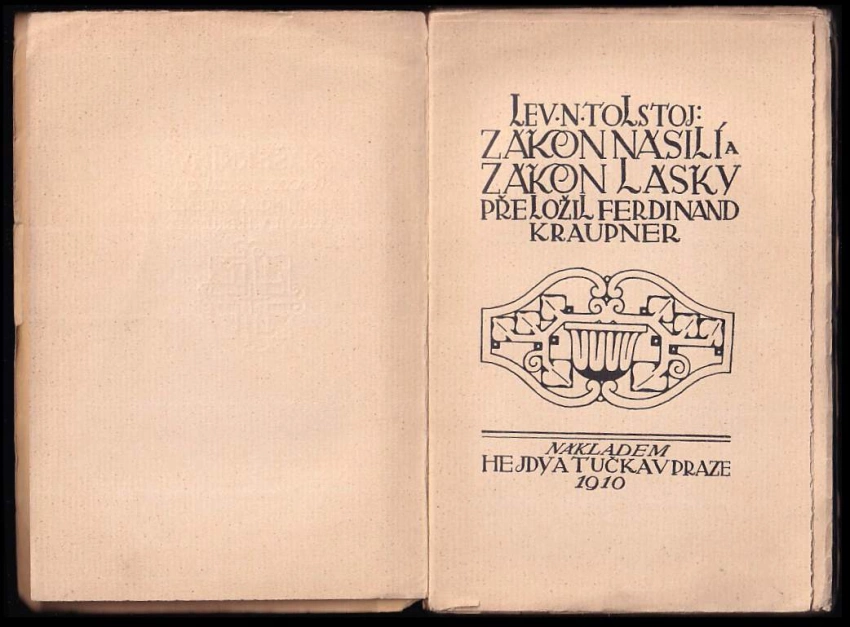 LEV·N·TOLSTOJ:
ZÁKON NÁSILÍ A
ZÁKON LÁSKY
PŘELOŽIL FERDINAND
KRAUPNER
NÁKLADEM
HEJDY A TUČKA V PRAZE
1910